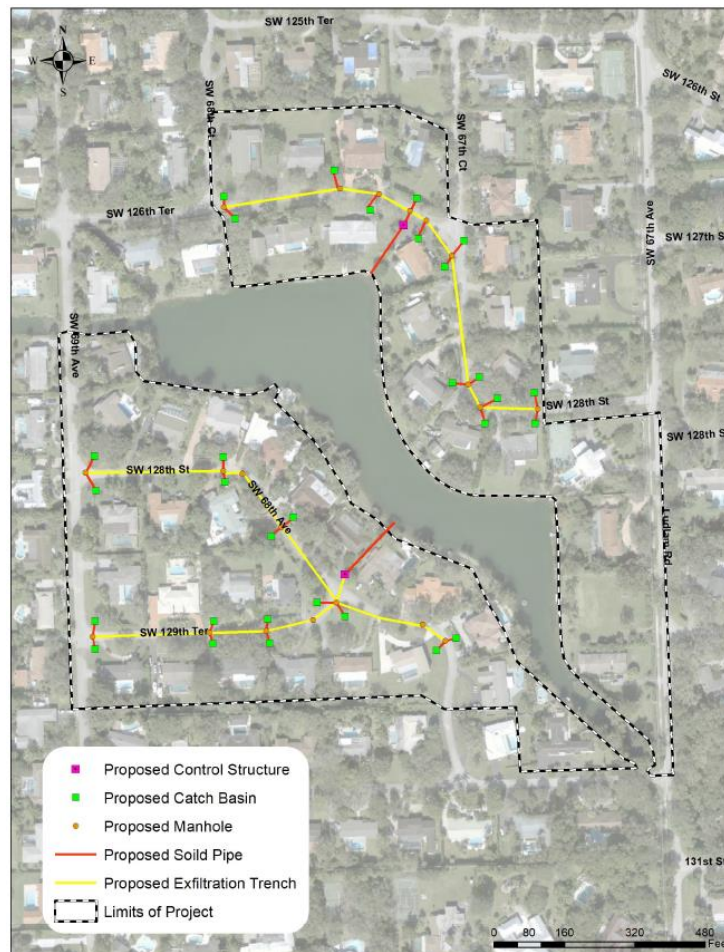 SW 125th Ter
N
W
E
S
SW 68th Ct
SW 67th Ct
SW 126th St
SW 126th Ter
SW 67th Ave
SW 127th S
SW 69th Ave
SW 128th St
SW 128th S
SW 128th St
SW 68th Ave
Ludlam Rd
SW 129th Ter
Proposed Control Structure
Proposed Catch Basin
Proposed Manhole
Proposed Soild Pipe
Proposed Exfiltration Trench
Limits of Project
131st St
0 80 160 320 480
Feet